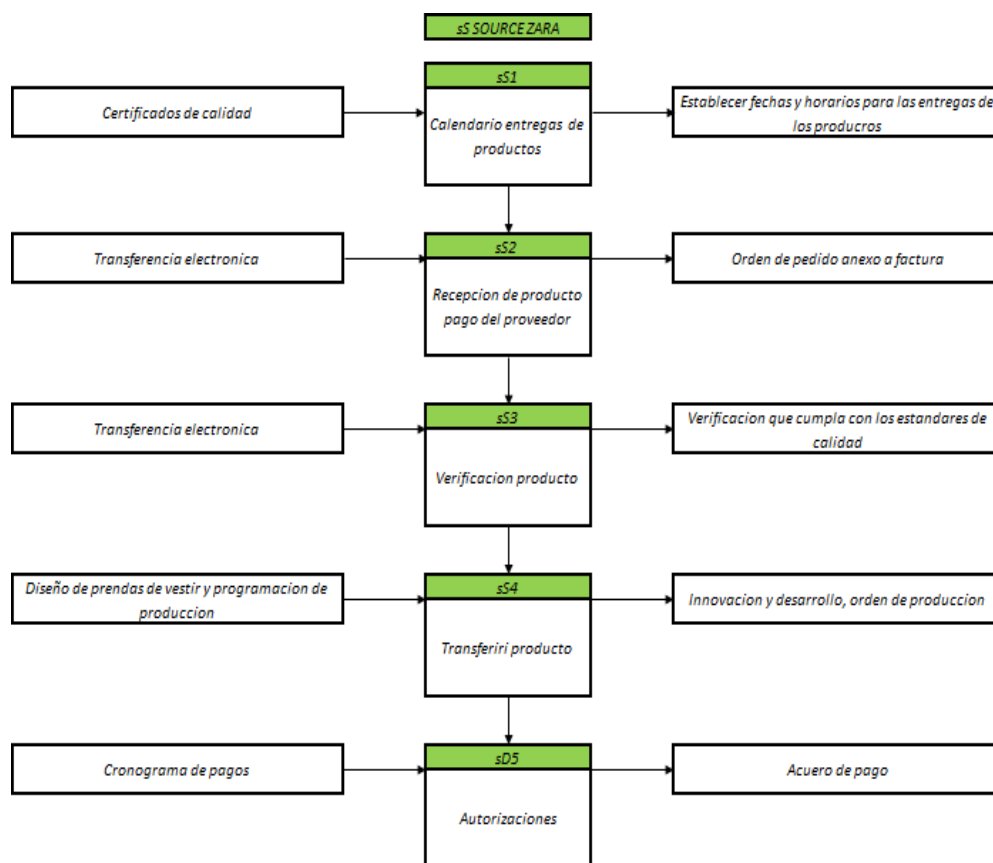 sS SOURCE ZARA
sS1
Certificados de calidad
Calendario entregas de
productos
Establecer fechas y horarios para las entregas de
los producros
sS2
Transferencia electronica
Recepcion de producto
pago del proveedor
Orden de pedido anexo a factura
sS3
Transferencia electronica
Verificacion producto
Verificacion que cumpla con los estandares de
calidad
sS4
Diseño de prendas de vestir y programacion de
produccion
Transferiri producto
Innovacion y desarrollo, orden de produccion
sD5
Cronograma de pagos
Autorizaciones
Acuero de pago